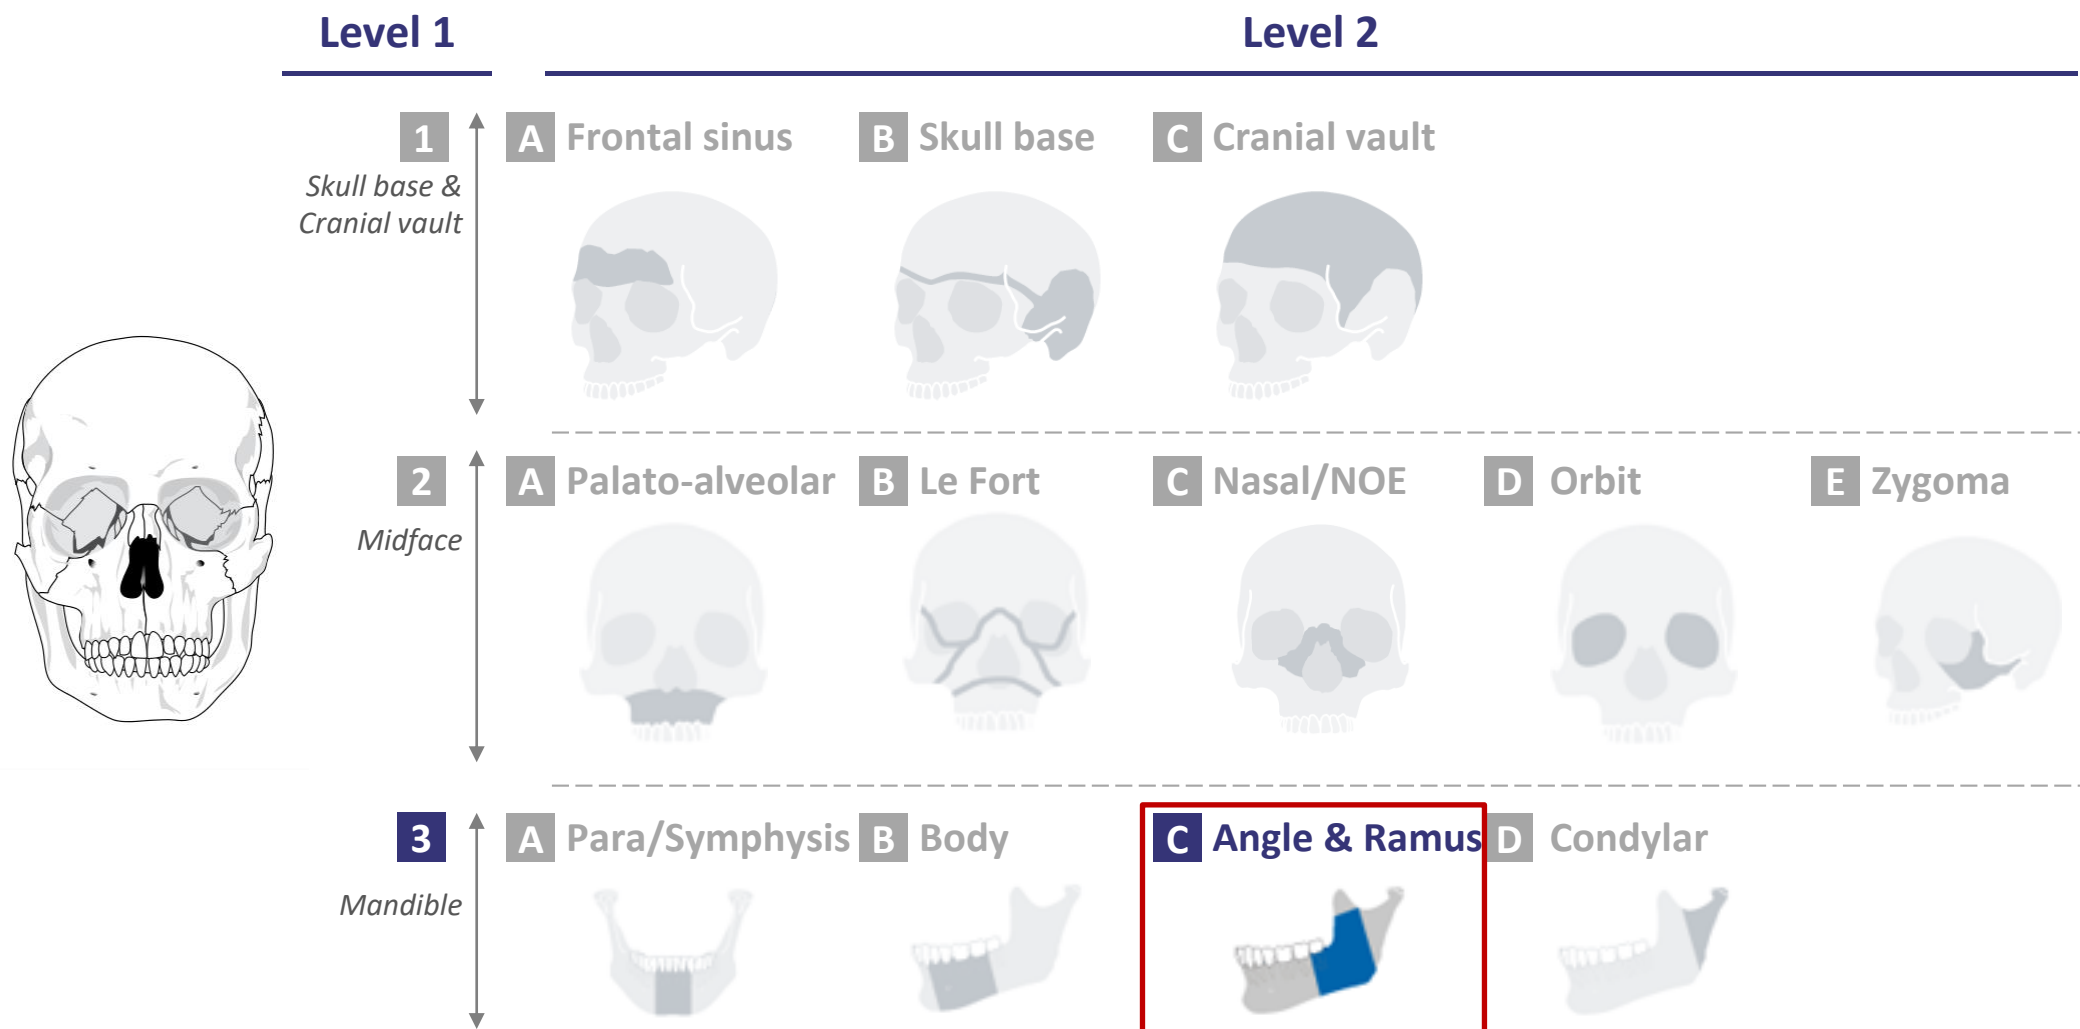 Level 1
Level 2
1
Skull base &
Cranial vault
A Frontal sinus
B Skull base
C Cranial vault
2
Midface
A Palato-alveolar
B Le Fort
C Nasal/NOE
D Orbit
E Zygoma
3
Mandible
A Para/Symphysis
B Body
C Angle & Ramus
D Condylar